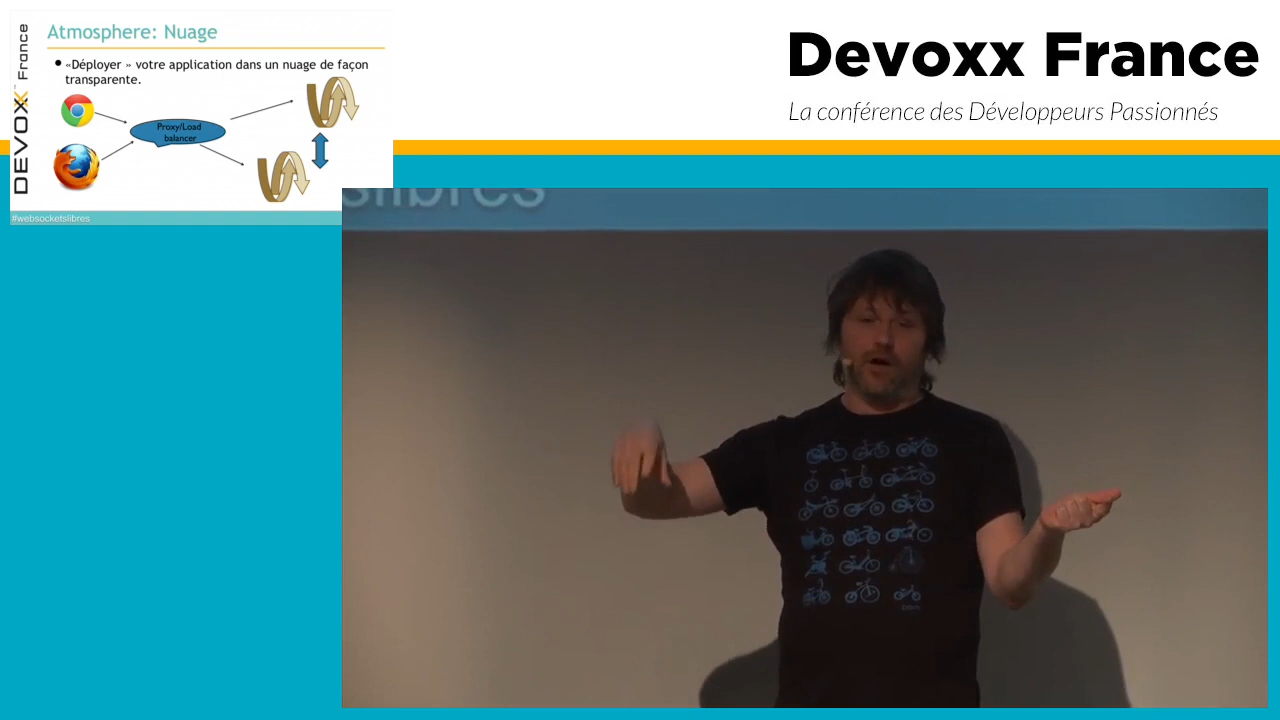 Atmosphere: Nuage
• «Déployer » votre application dans un nuage de façon
transparente.
Proxy/Load
balancer
DEVOXX France
#websocketslibres
Devoxx France
La conférence des Développeurs Passionnés
slibres